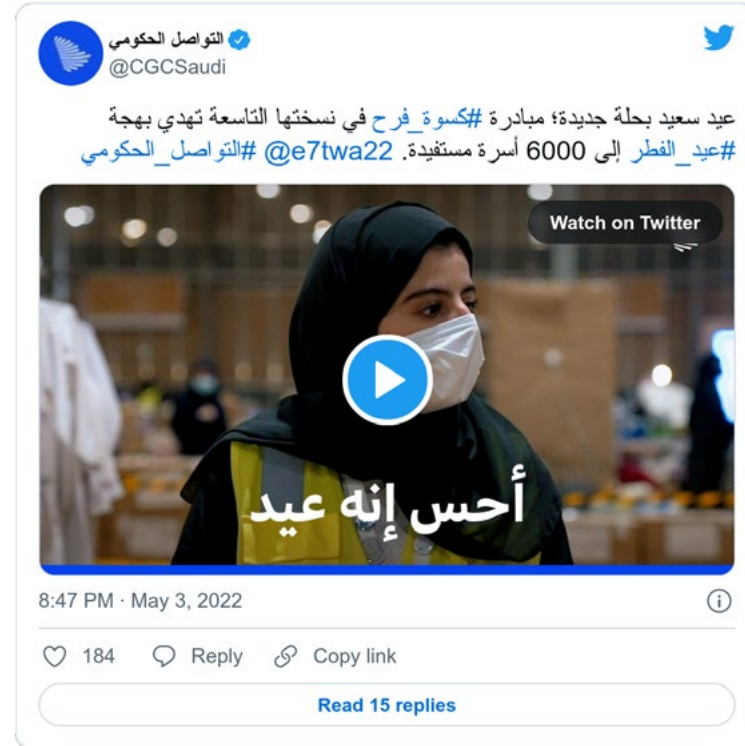 التواصل الحكومي
@CGCSaudi
عيد سعيد بحلة جديدة؛ مبادرة #كسوة_فرح في نسختها التاسعة تهدي بهجة
#عيد_الفطر إلى 6000 أسرة مستفيدة. @e7twa22 #التواصل_الحكومي
Watch on Twitter
أحس إنه عيد
8:47 PM · May 3, 2022
184 Reply Copy link
Read 15 replies